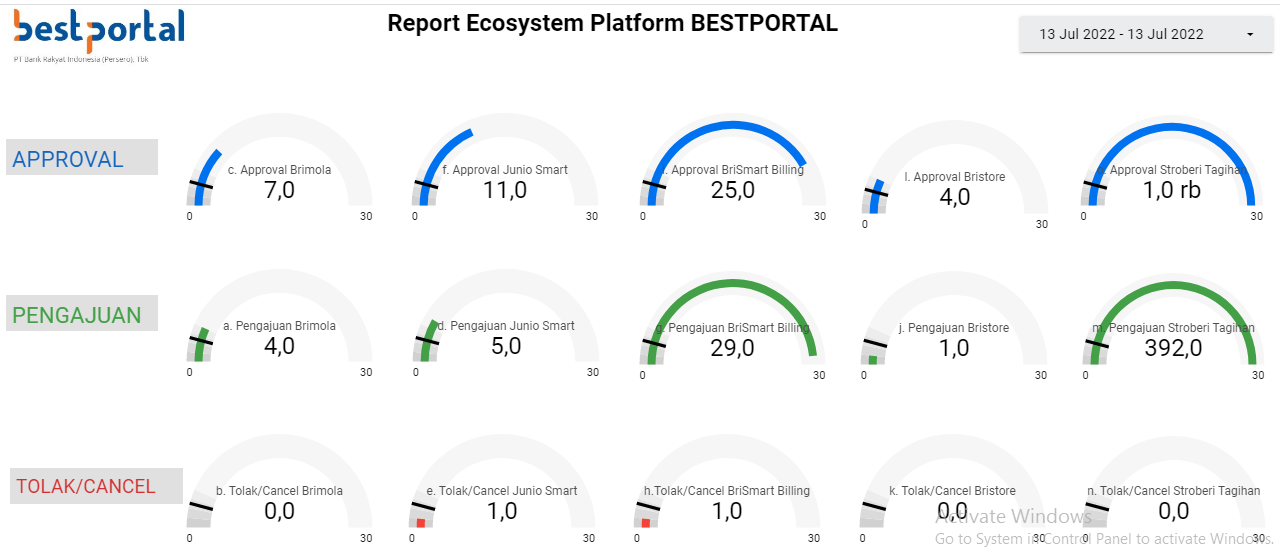 bestportal
PT Bank Rakyat Indonesia (Persero). Tbk
Report Ecosystem Platform BESTPORTAL
13 Jul 2022 - 13 Jul 2022
APPROVAL
c. Approval Brimola
7,0
0 30
f. Approval Junio Smart
11,0
0 30
Approval BriSmart Billing
25,0
0 30
l. Approval Bristore
4,0
0 30
Approval Stroberi Tagihan
1,0 rb
0 30
PENGAJUAN
a. Pengajuan Brimola
4,0
0 30
d. Pengajuan Junio Smart
5,0
0 30
g. Pengajuan BriSmart Billing
29,0
0 30
j. Pengajuan Bristore
1,0
0 30
m. Pengajuan Stroberi Tagihan
392,0
0 30
TOLAK/CANCEL
b. Tolak/Cancel Brimola
0,0
0 30
e. Tolak/Cancel Junio Smart
1,0
0 30
h.Tolak/Cancel BriSmart Billing
1,0
0 30
k. Tolak/Cancel Bristore
0,0
0 30
n. Tolak/Cancel Stroberi Tagihan
0,0
0 30
Activate Windows
Go to System in Control Panel to activate Windows.